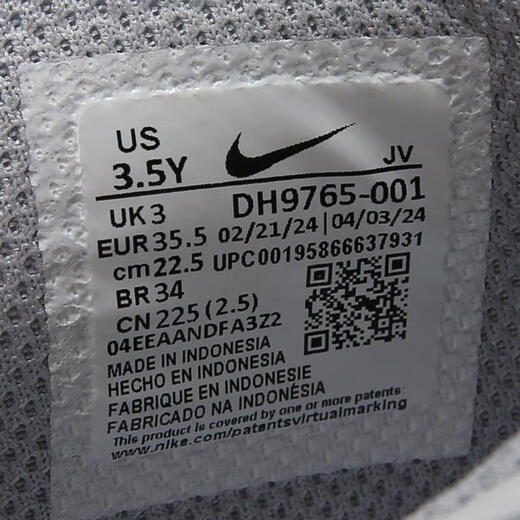 US
3.5Y
JV
UK 3
DH9765-001
EUR 35.5
02/21/24 | 04/03/24
cm 22.5
UPC00195866637931
BR 34
CN 225 (2.5)
04EEAANDFA3Z2
MADE IN INDONESIA
HECHO EN INDONESIA
FABRIQUE EN INDONESIE
FABRICADO NA INDONÉSIA
This product is covered by one or more patents:
www.nike.com/patentsvirtualmarking